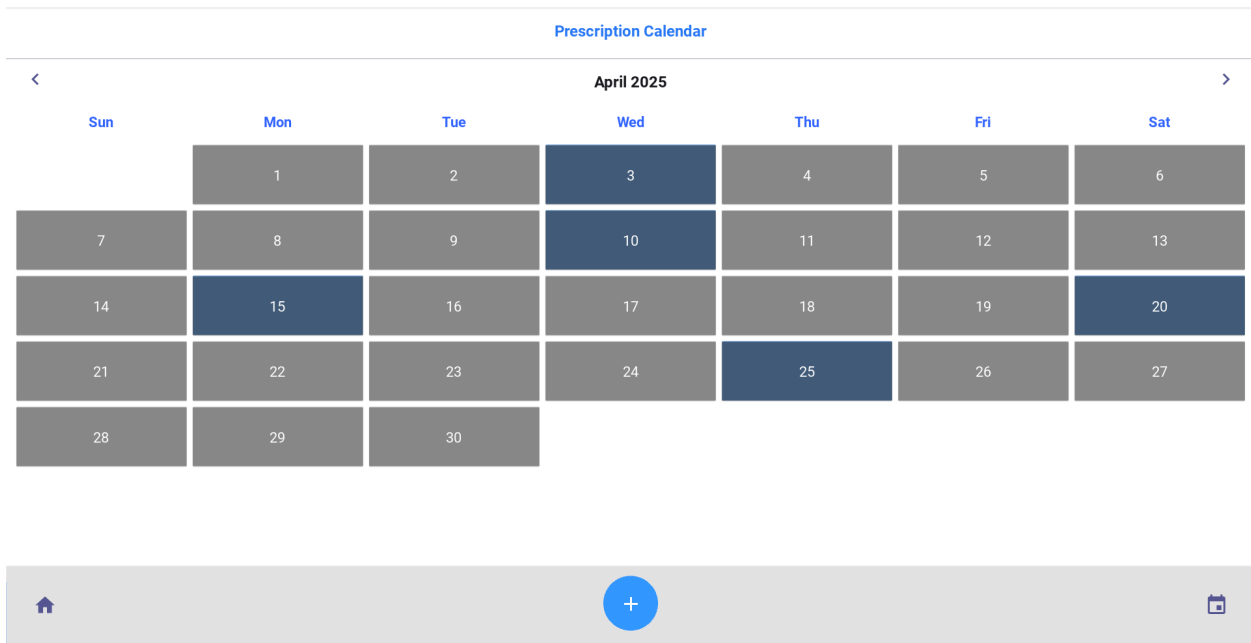 Prescription Calendar
April 2025
Sun Mon Tue Wed Thu Fri Sat
1 2 3 4 5 6
7 8 9 10 11 12 13
14 15 16 17 18 19 20
21 22 23 24 25 26 27
28 29 30